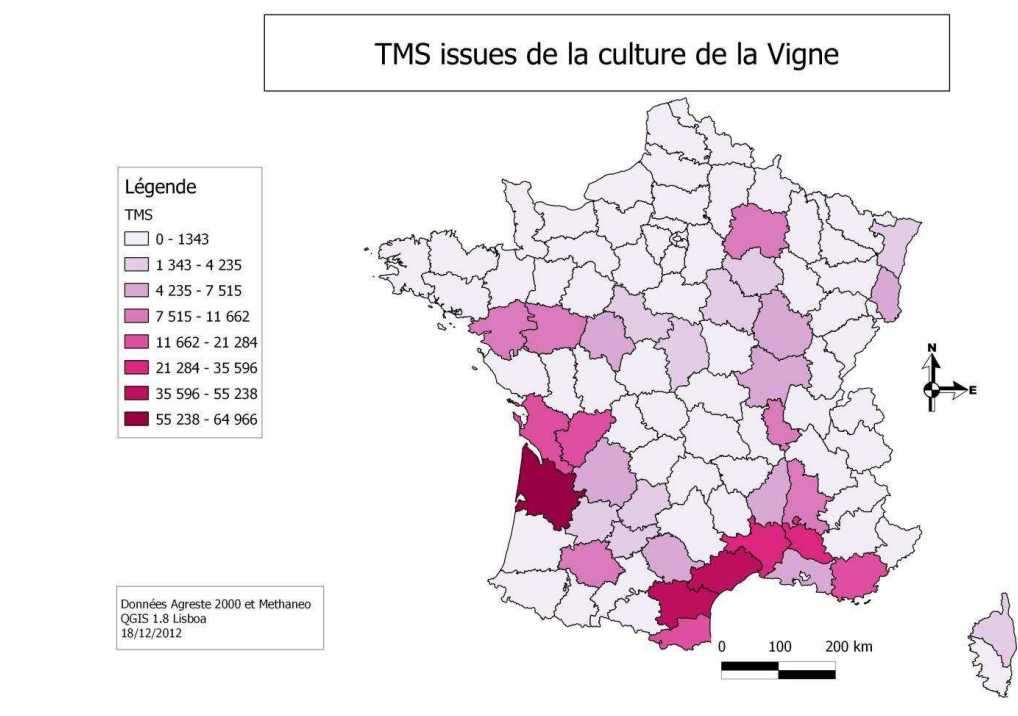 TMS issues de la culture de la Vigne
Légende
TMS
0 - 1343
1 343 - 4 235
4 235 - 7 515
7 515 - 11 662
11 662 - 21 284
21 284 - 35 596
35 596 - 55 238
55 238 - 64 966
N
E
Données Agreste 2000 et Methaneo
QGIS 1.8 Lisboa
18/12/2012
0 100 200 km